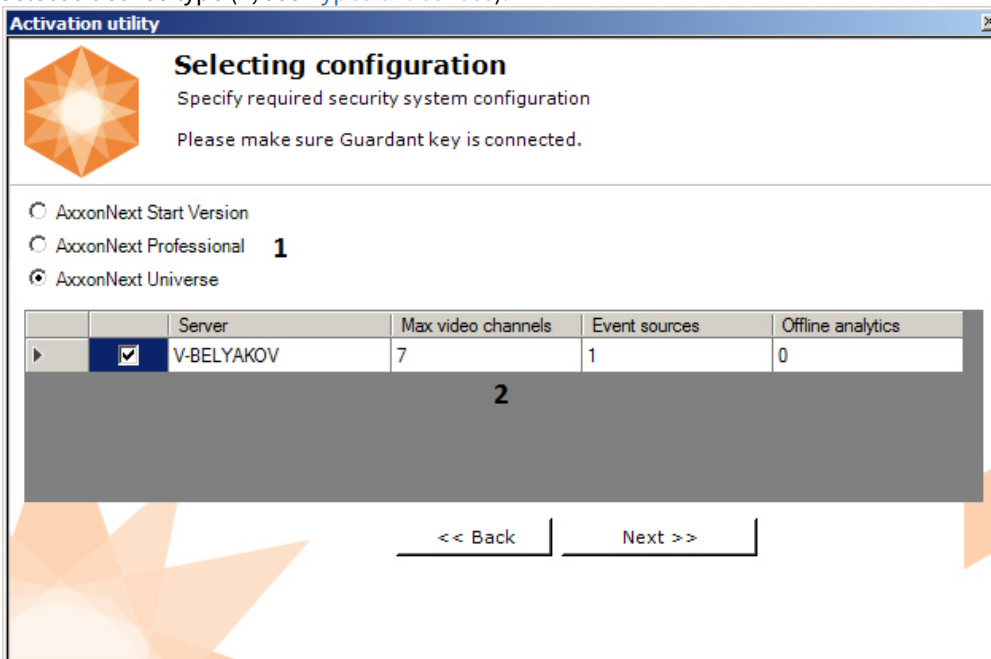 Activation utility
Selecting configuration
Specify required security system configuration
Please make sure Guardant key is connected.
AxxonNext Start Version
AxxonNext Professional 1
AxxonNext Universe
Server Max video channels Event sources Offline analytics
V-BELYAKOV 7 1 0
2
<< Back Next >>